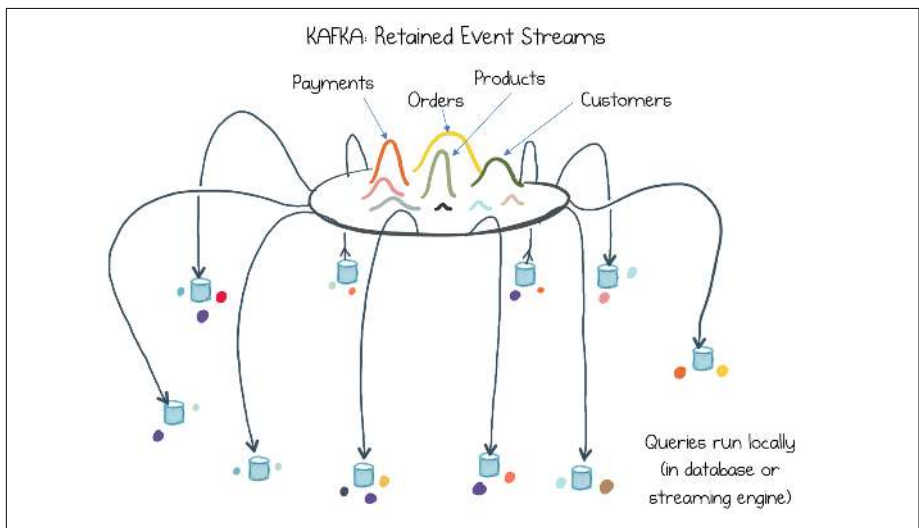 KAFKA: Retained Event Streams
Payments
Orders
Products
Customers
Queries run locally
(in database or
streaming engine)